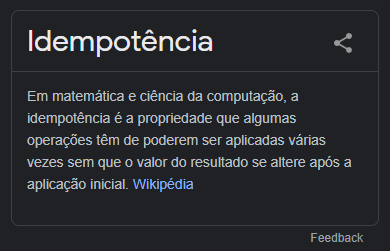 Idempotência
Em matemática e ciência da computação, a
idempotência é a propriedade que algumas
operações têm de poderem ser aplicadas várias
vezes sem que o valor do resultado se altere após a
aplicação inicial. Wikipédia
Feedback